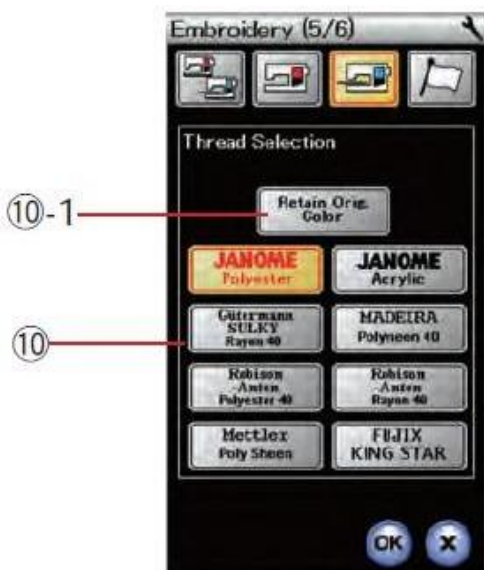 Embroidery (5/6)
Thread Selection
⑩-1
Retain Orig.
Color
JANOME
Polyester
JANOME
Acrylic
⑩
Gütermann
SULKY
Rayon 40
MADEIRA
Polyneon 40
Robison
-Anton
Polyester 40
Robison
-Anton
Rayon 40
Mettler
Poly Sheen
FUJIX
KING STAR
OK
X